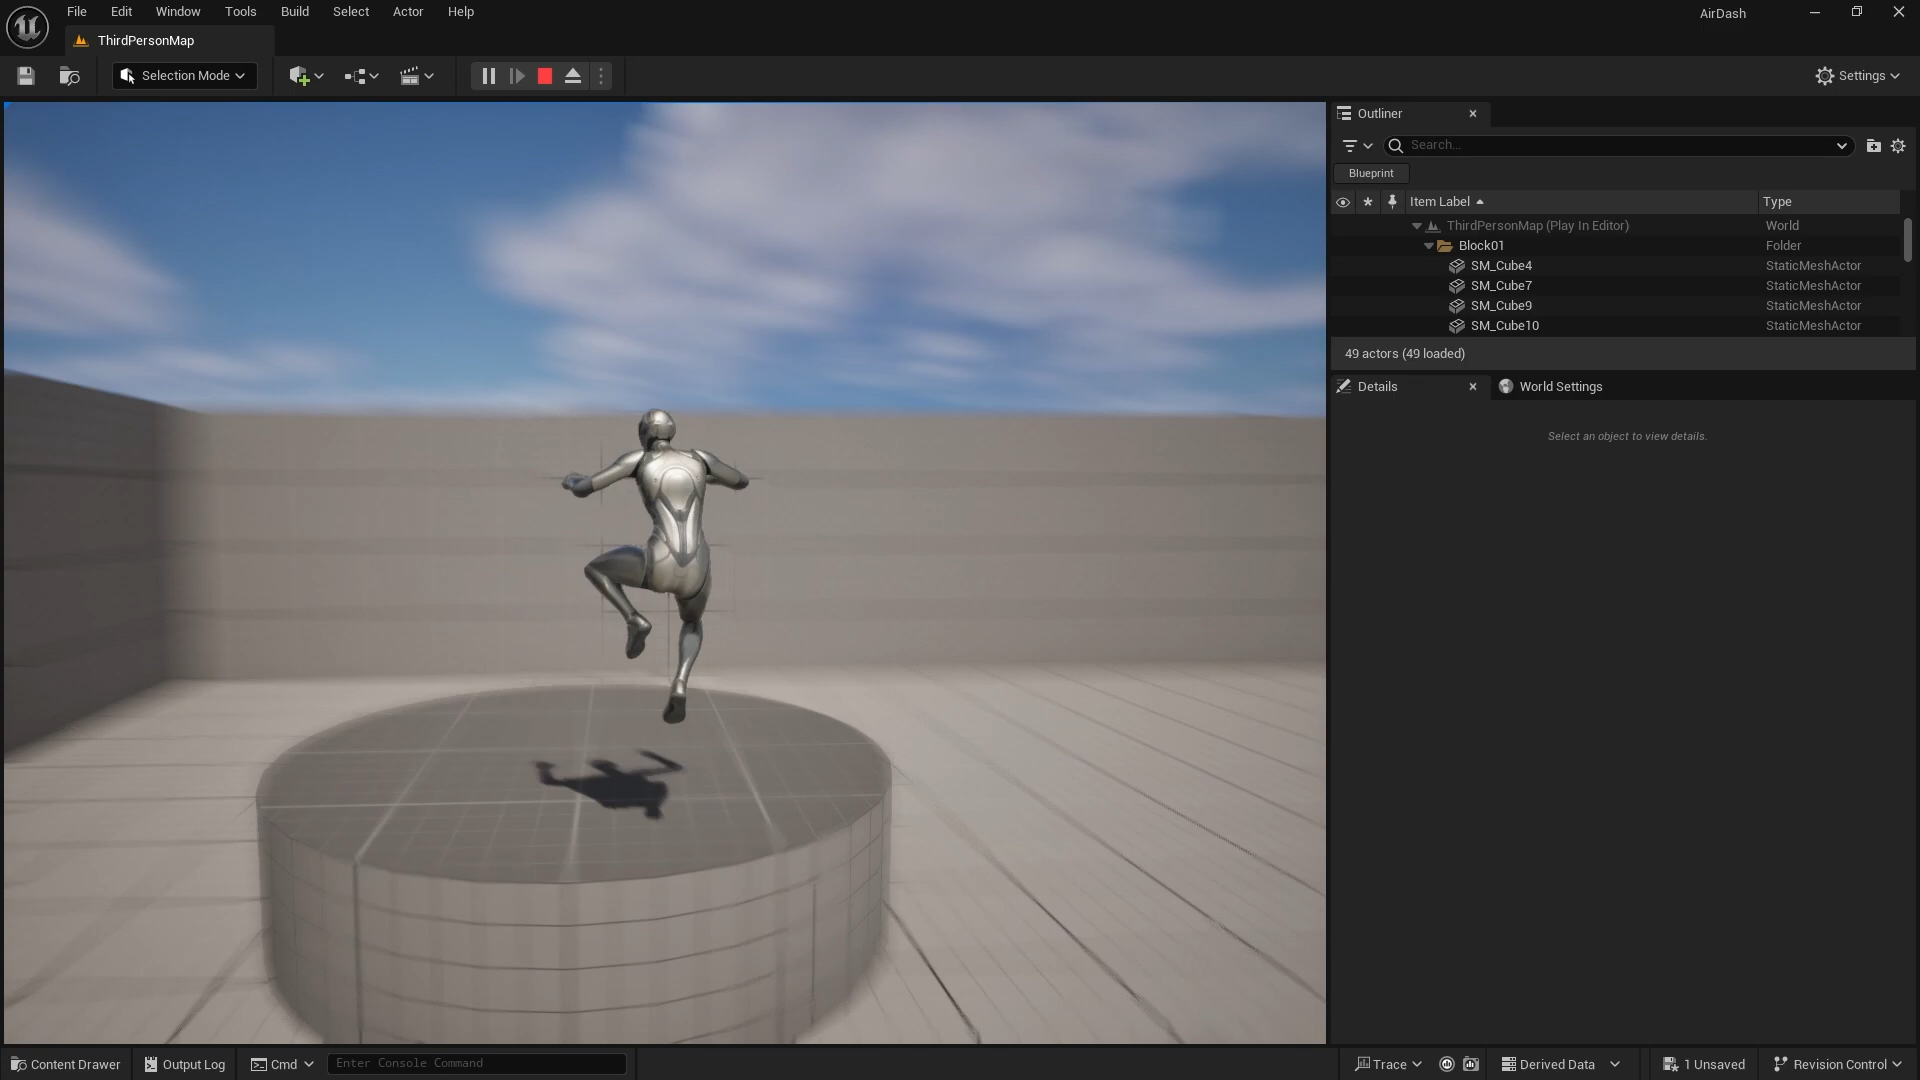 File Edit Window Tools Build Select Actor Help
AirDash
ThirdPersonMap
Selection Mode
Settings
Outliner
Search...
Blueprint
Item Label Type
ThirdPersonMap (Play In Editor) World
Block01 Folder
SM_Cube4 StaticMeshActor
SM_Cube7 StaticMeshActor
SM_Cube9 StaticMeshActor
SM_Cube10 StaticMeshActor
49 actors (49 loaded)
Details World Settings
Select an object to view details.
Content Drawer Output Log Cmd Enter Console Command Trace Derived Data 1 Unsaved Revision Control